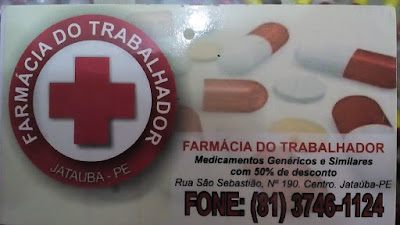 FARMÁCIA DO TRABALHADOR
JATAÚBA - PE
FARMÁCIA DO TRABALHADOR
Medicamentos Genéricos e Similares
com 50% de desconto
Rua São Sebastião, Nº 190. Centro. Jataúba-PE
FONE: (81) 3746-1124